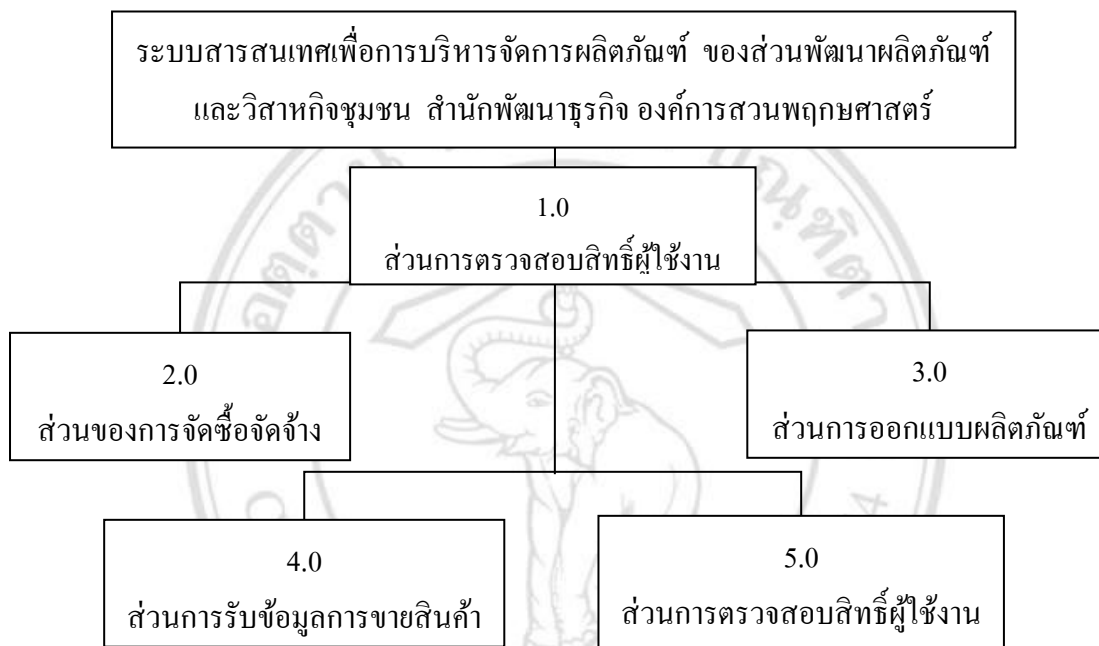 ระบบสารสนเทศเพื่อการบริหารจัดการผลิตภัณฑ์ ของส่วนพัฒนาผลิตภัณฑ์
และวิสาหกิจชุมชน สำนักพัฒนาธุรกิจ องค์การสวนพฤกษศาสตร์
1.0
ส่วนการตรวจสอบสิทธิ์ผู้ใช้งาน
2.0
ส่วนของการจัดซื้อจัดจ้าง
3.0
ส่วนการออกแบบผลิตภัณฑ์
4.0
ส่วนการรับข้อมูลการขายสินค้า
5.0
ส่วนการตรวจสอบสิทธิ์ผู้ใช้งาน